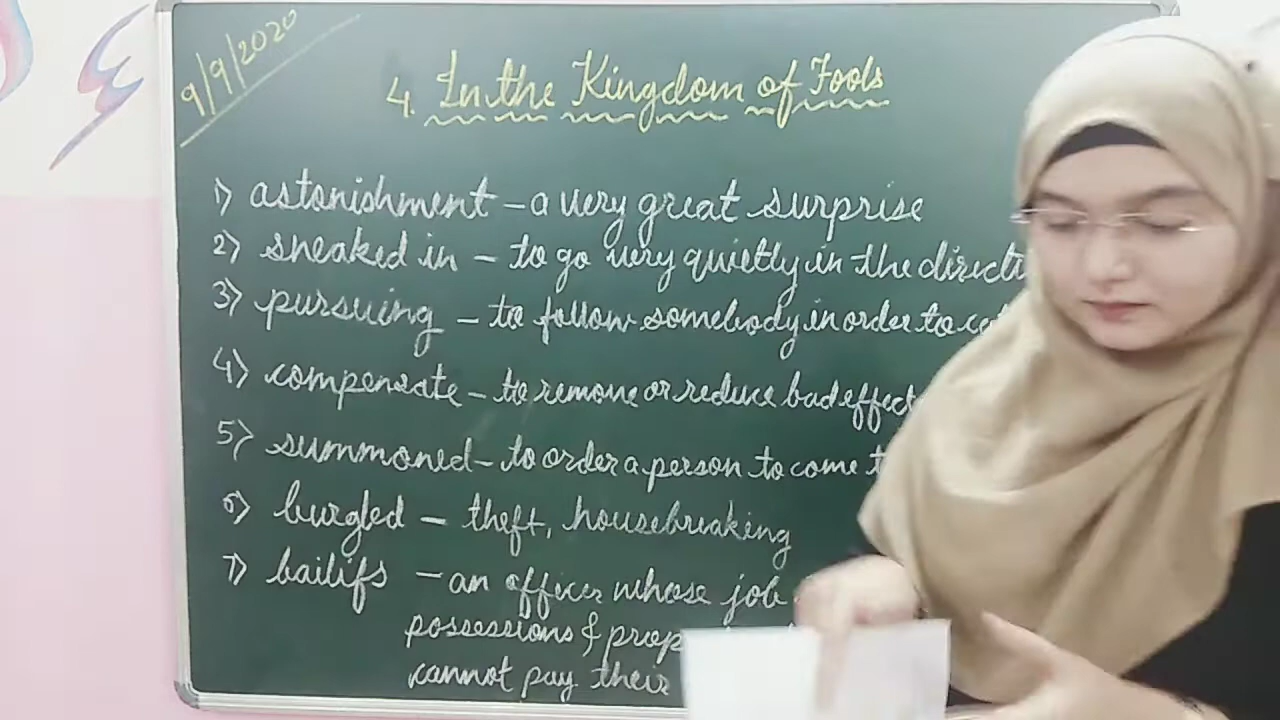 9/9/2020
4. In the Kingdom of Fools
1) astonishment – a very great surprise
2) sneaked in – to go very quietly in the directi
3) pursuing – to follow somebody in order to
4) compensate – to remove or reduce bad effect
5) summoned – to order a person to come t
6) burgled – theft, housebreaking
7) bailifs – an officer whose job
possessions & prop
cannot pay their